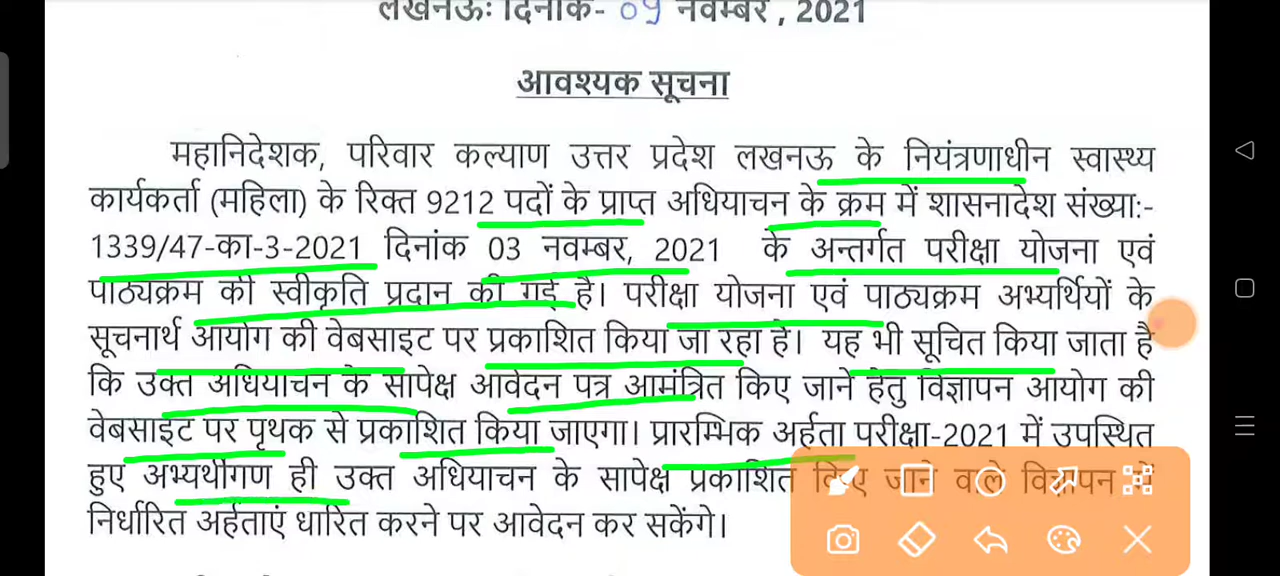 लखनऊः दिनांक- 09 नवम्बर, 2021
आवश्यक सूचना
महानिदेशक, परिवार कल्याण उत्तर प्रदेश लखनऊ के नियंत्रणाधीन स्वास्थ्य
कार्यकर्ता (महिला) के रिक्त 9212 पदों के प्राप्त अधियाचन के क्रम में शासनादेश संख्याः-
1339/47-का-3-2021 दिनांक 03 नवम्बर, 2021 के अन्तर्गत परीक्षा योजना एवं
पाठ्यक्रम की स्वीकृति प्रदान की गई है। परीक्षा योजना एवं पाठ्यक्रम अभ्यर्थियों के
सूचनार्थ आयोग की वेबसाइट पर प्रकाशित किया जा रहा है। यह भी सूचित किया जाता है
कि उक्त अधियाचन के सापेक्ष आवेदन पत्र आमंत्रित किए जाने हेतु विज्ञापन आयोग की
वेबसाइट पर पृथक से प्रकाशित किया जाएगा। प्रारम्भिक अर्हता परीक्षा-2021 में उपस्थित
हुए अभ्यर्थीगण ही उक्त अधियाचन के सापेक्ष प्रकाशित किए जाने वाले विज्ञापन में
निर्धारित अर्हताएं धारित करने पर आवेदन कर सकेंगे।